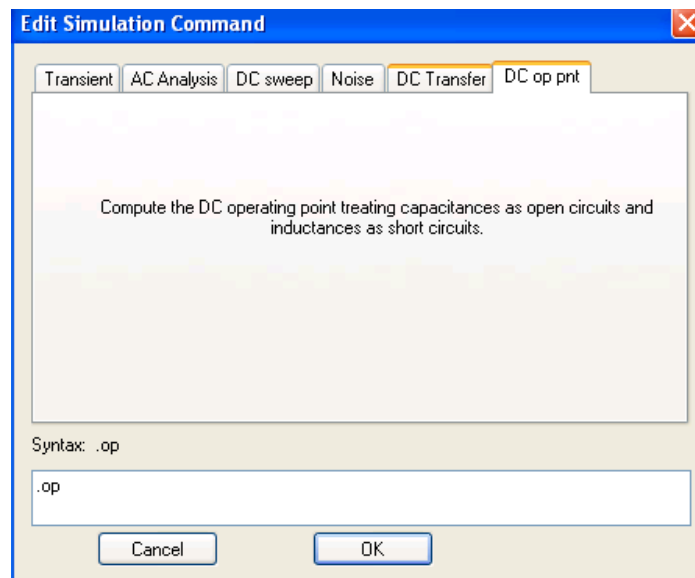 Edit Simulation Command
Transient AC Analysis DC sweep Noise DC Transfer DC op pnt
Compute the DC operating point treating capacitances as open circuits and
inductances as short circuits.
Syntax: .op
.op
Cancel OK